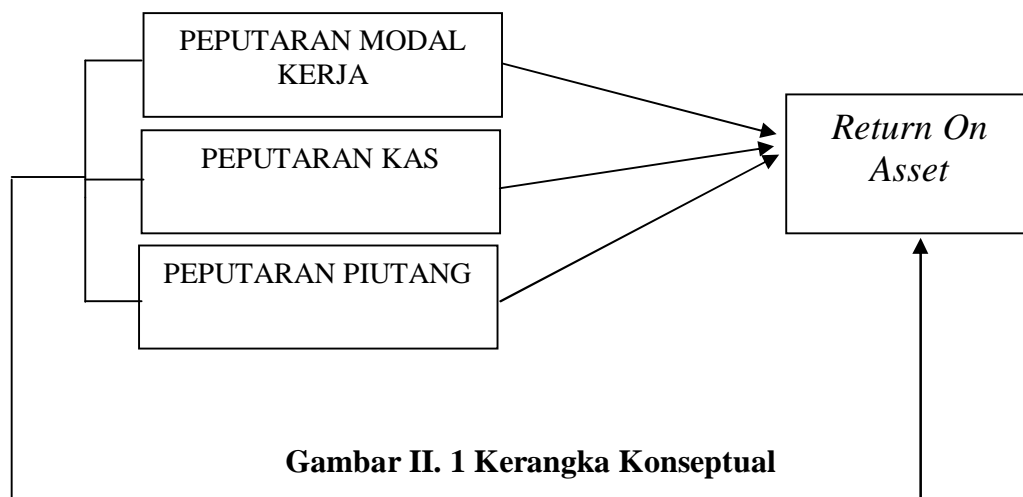 PEPUTARAN MODAL
KERJA
PEPUTARAN KAS
PEPUTARAN PIUTANG
Return On
Asset
Gambar II. 1 Kerangka Konseptual